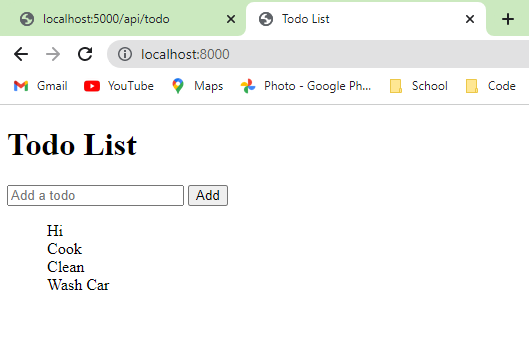 localhost:5000/api/todo
Todo List
localhost:8000
Gmail YouTube Maps Photo - Google Ph... School Code
Todo List
Add a todo Add
Hi
Cook
Clean
Wash Car